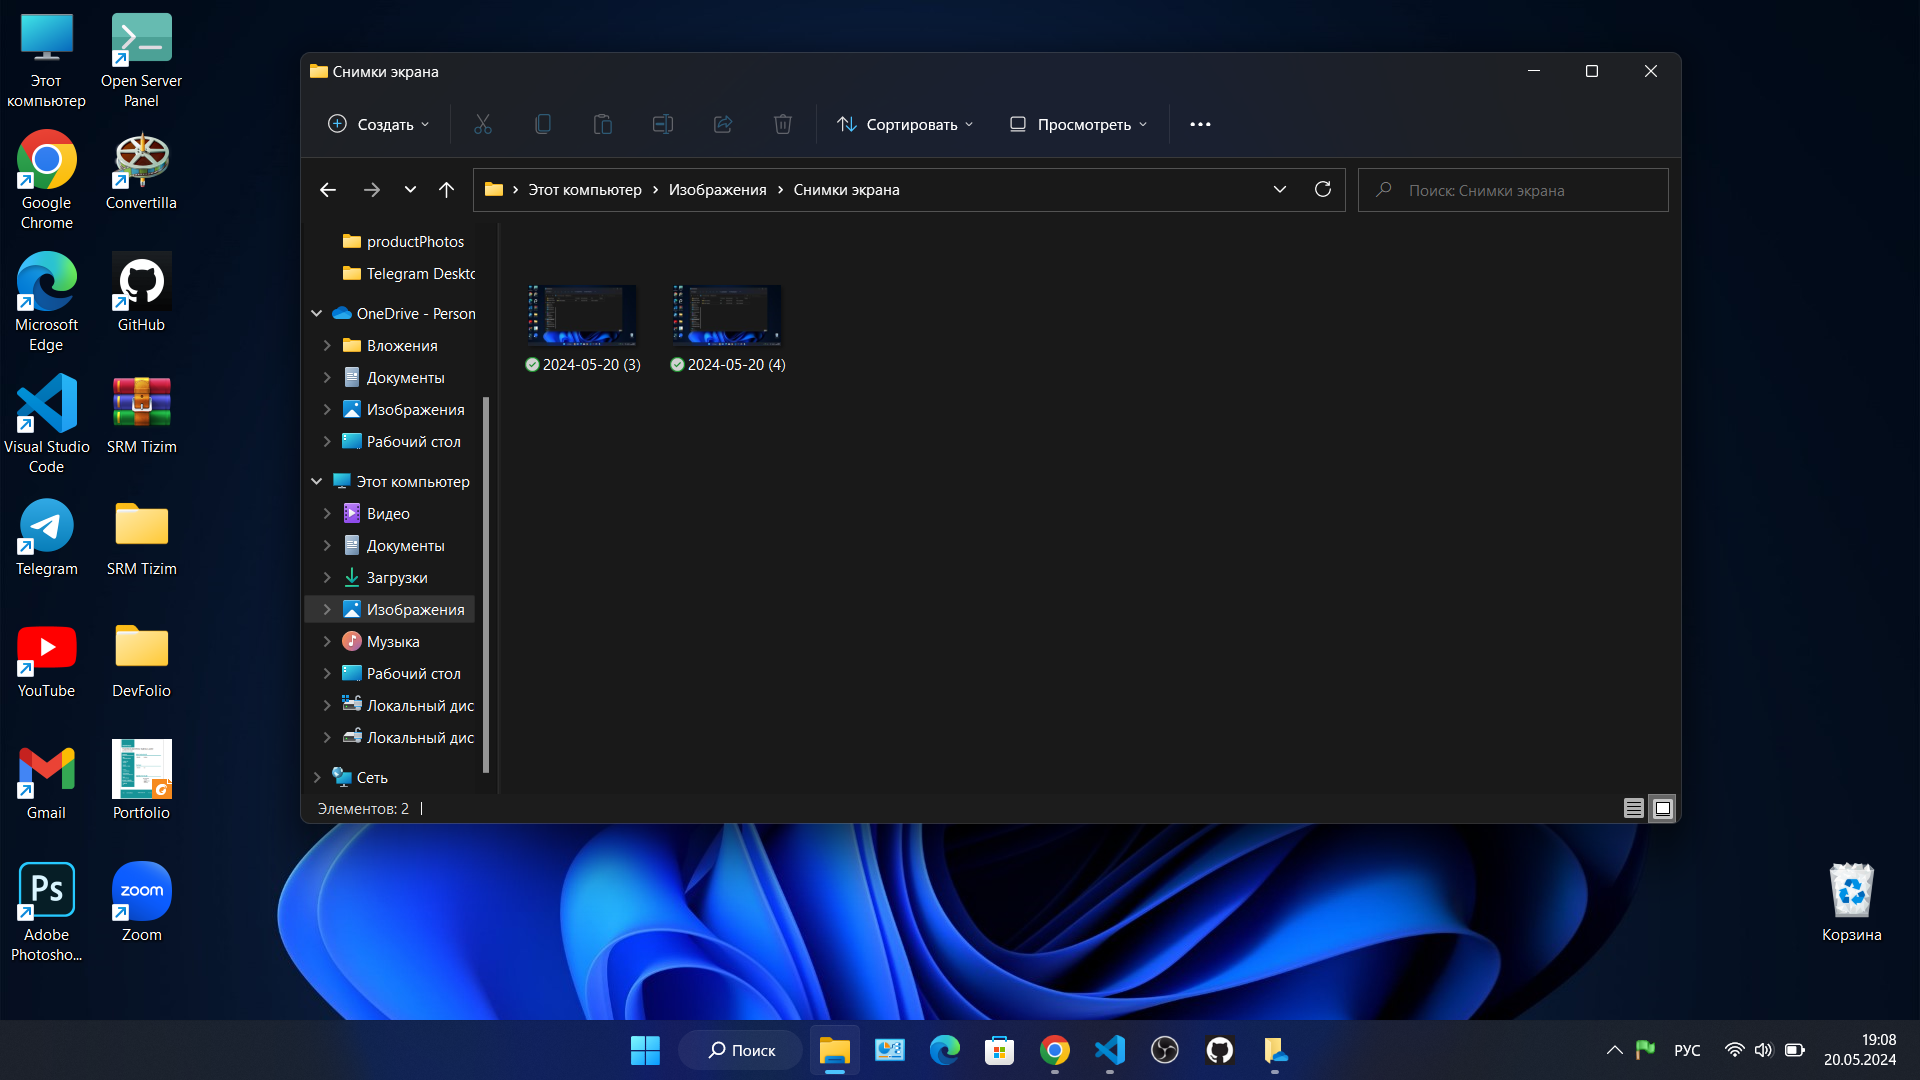 Этот компьютер
Open Server Panel
Google Chrome
Convertilla
Microsoft Edge
GitHub
Visual Studio Code
SRM Tizim
Telegram
SRM Tizim
YouTube
DevFolio
Gmail
Portfolio
Ps
Adobe Photosho...
zoom
Zoom
Снимки экрана
Создать
Сортировать
Просмотреть
Этот компьютер
Изображения
Снимки экрана
Поиск: Снимки экрана
productPhotos
Telegram Deskto
OneDrive - Person
Вложения
Документы
Изображения
Рабочий стол
Этот компьютер
Видео
Документы
Загрузки
Изображения
Музыка
Рабочий стол
Локальный дис
Локальный дис
Сеть
2024-05-20 (3)
2024-05-20 (4)
Элементов: 2
Корзина
Поиск
РУС
19:08
20.05.2024